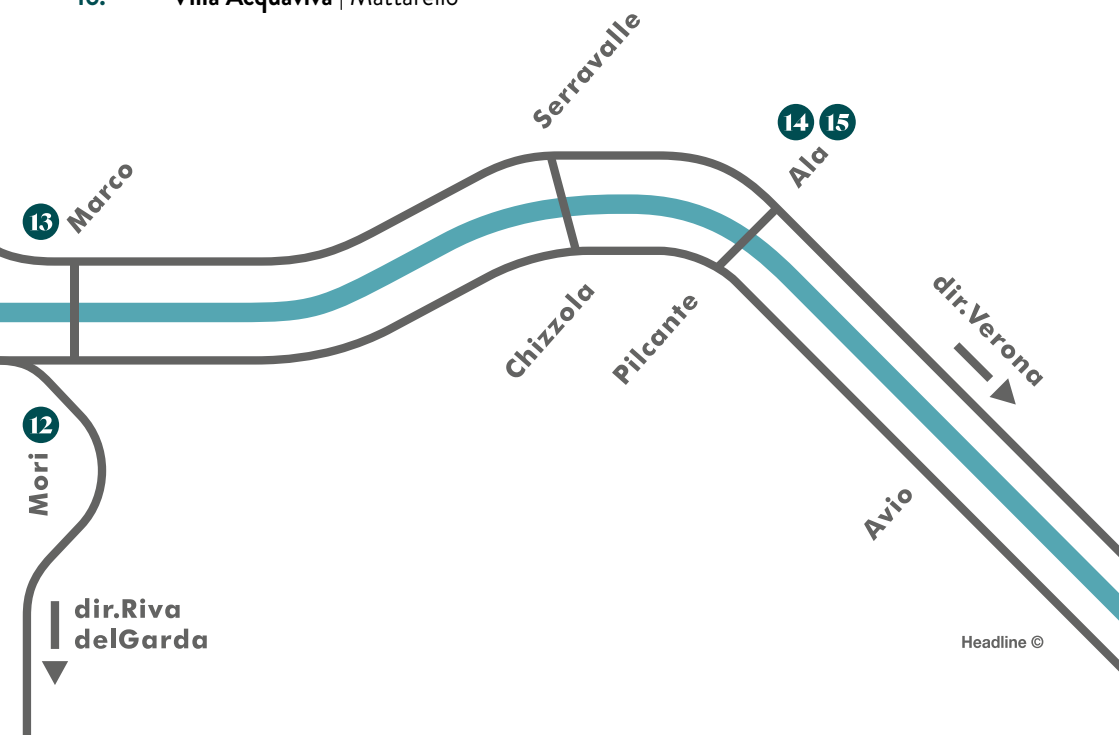 16. Villa Acquaviva | Mattarello
Serravalle
14 15
Ala
Marco
13
dir.Verona
Chizzola
Pilcante
12
Mori
Avio
dir.Riva
delGarda
Headline ©